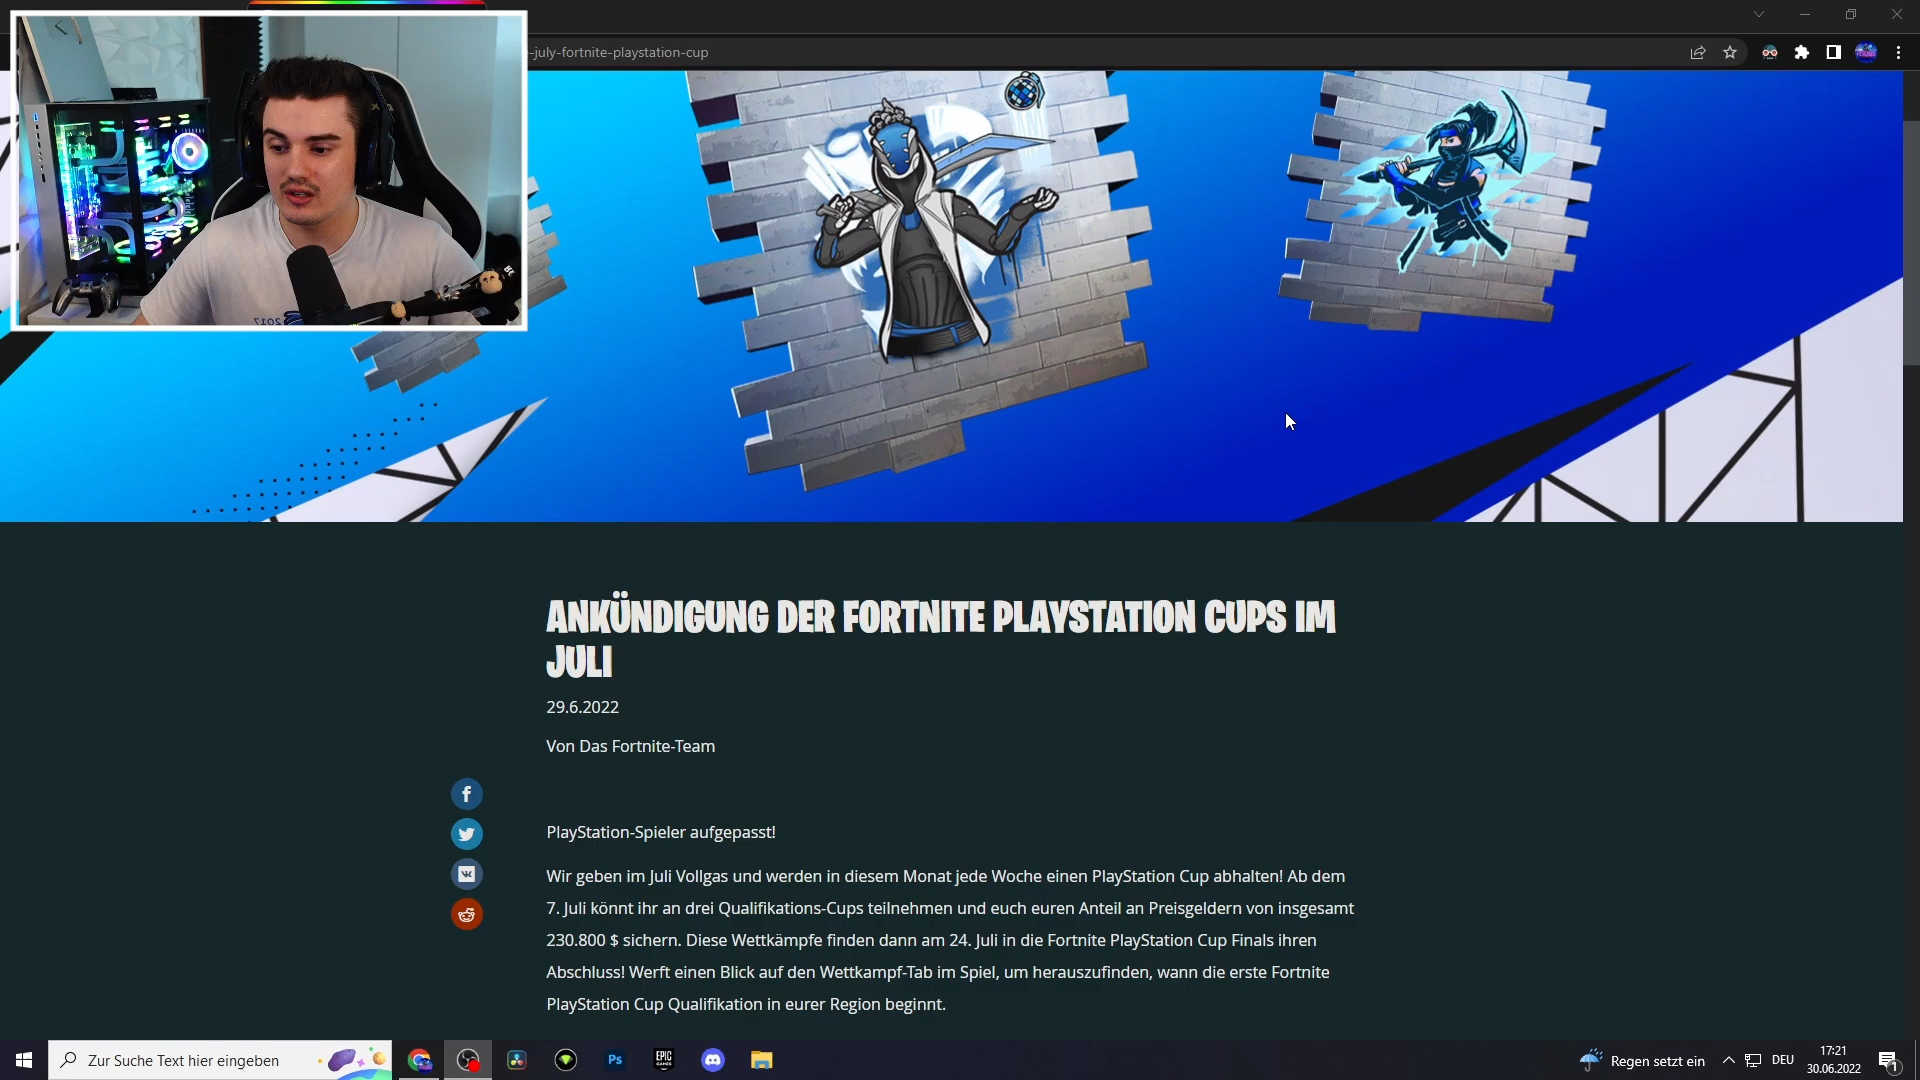 -july-fortnite-playstation-cup
2017
ANKÜNDIGUNG DER FORTNITE PLAYSTATION CUPS IM
JULI
29.6.2022
Von Das Fortnite-Team
PlayStation-Spieler aufgepasst!
Wir geben im Juli Vollgas und werden in diesem Monat jede Woche einen PlayStation Cup abhalten! Ab dem
7. Juli könnt ihr an drei Qualifikations-Cups teilnehmen und euch euren Anteil an Preisgeldern von insgesamt
230.800 $ sichern. Diese Wettkämpfe finden dann am 24. Juli in die Fortnite PlayStation Cup Finals ihren
Abschluss! Werft einen Blick auf den Wettkampf-Tab im Spiel, um herauszufinden, wann die erste Fortnite
PlayStation Cup Qualifikation in eurer Region beginnt.
Zur Suche Text hier eingeben
Ps
EPIC
GAMES
Regen setzt ein
DEU
17:21
30.06.2022
1